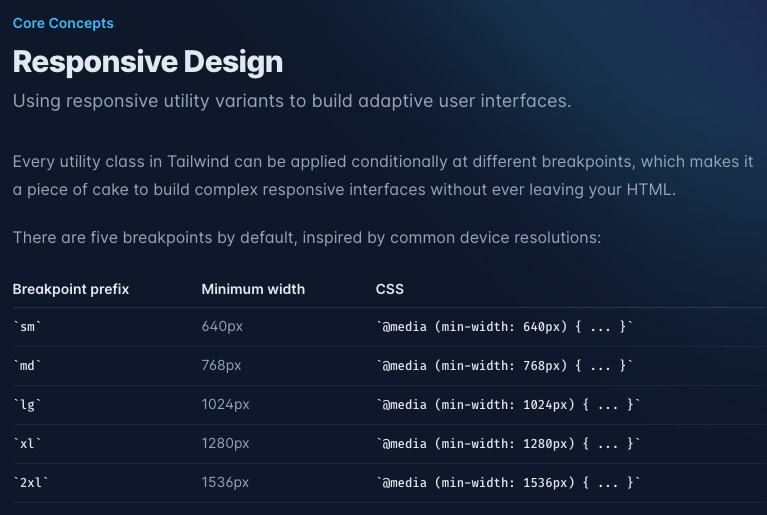 Core Concepts
Responsive Design
Using responsive utility variants to build adaptive user interfaces.
Every utility class in Tailwind can be applied conditionally at different breakpoints, which makes it
a piece of cake to build complex responsive interfaces without ever leaving your HTML.
There are five breakpoints by default, inspired by common device resolutions:
Breakpoint prefix Minimum width CSS
`sm` 640px `@media (min-width: 640px) { ... }`
`md` 768px `@media (min-width: 768px) { ... }`
`lg` 1024px `@media (min-width: 1024px) { ... }`
`xl` 1280px `@media (min-width: 1280px) { ... }`
`2xl` 1536px `@media (min-width: 1536px) { ... }`